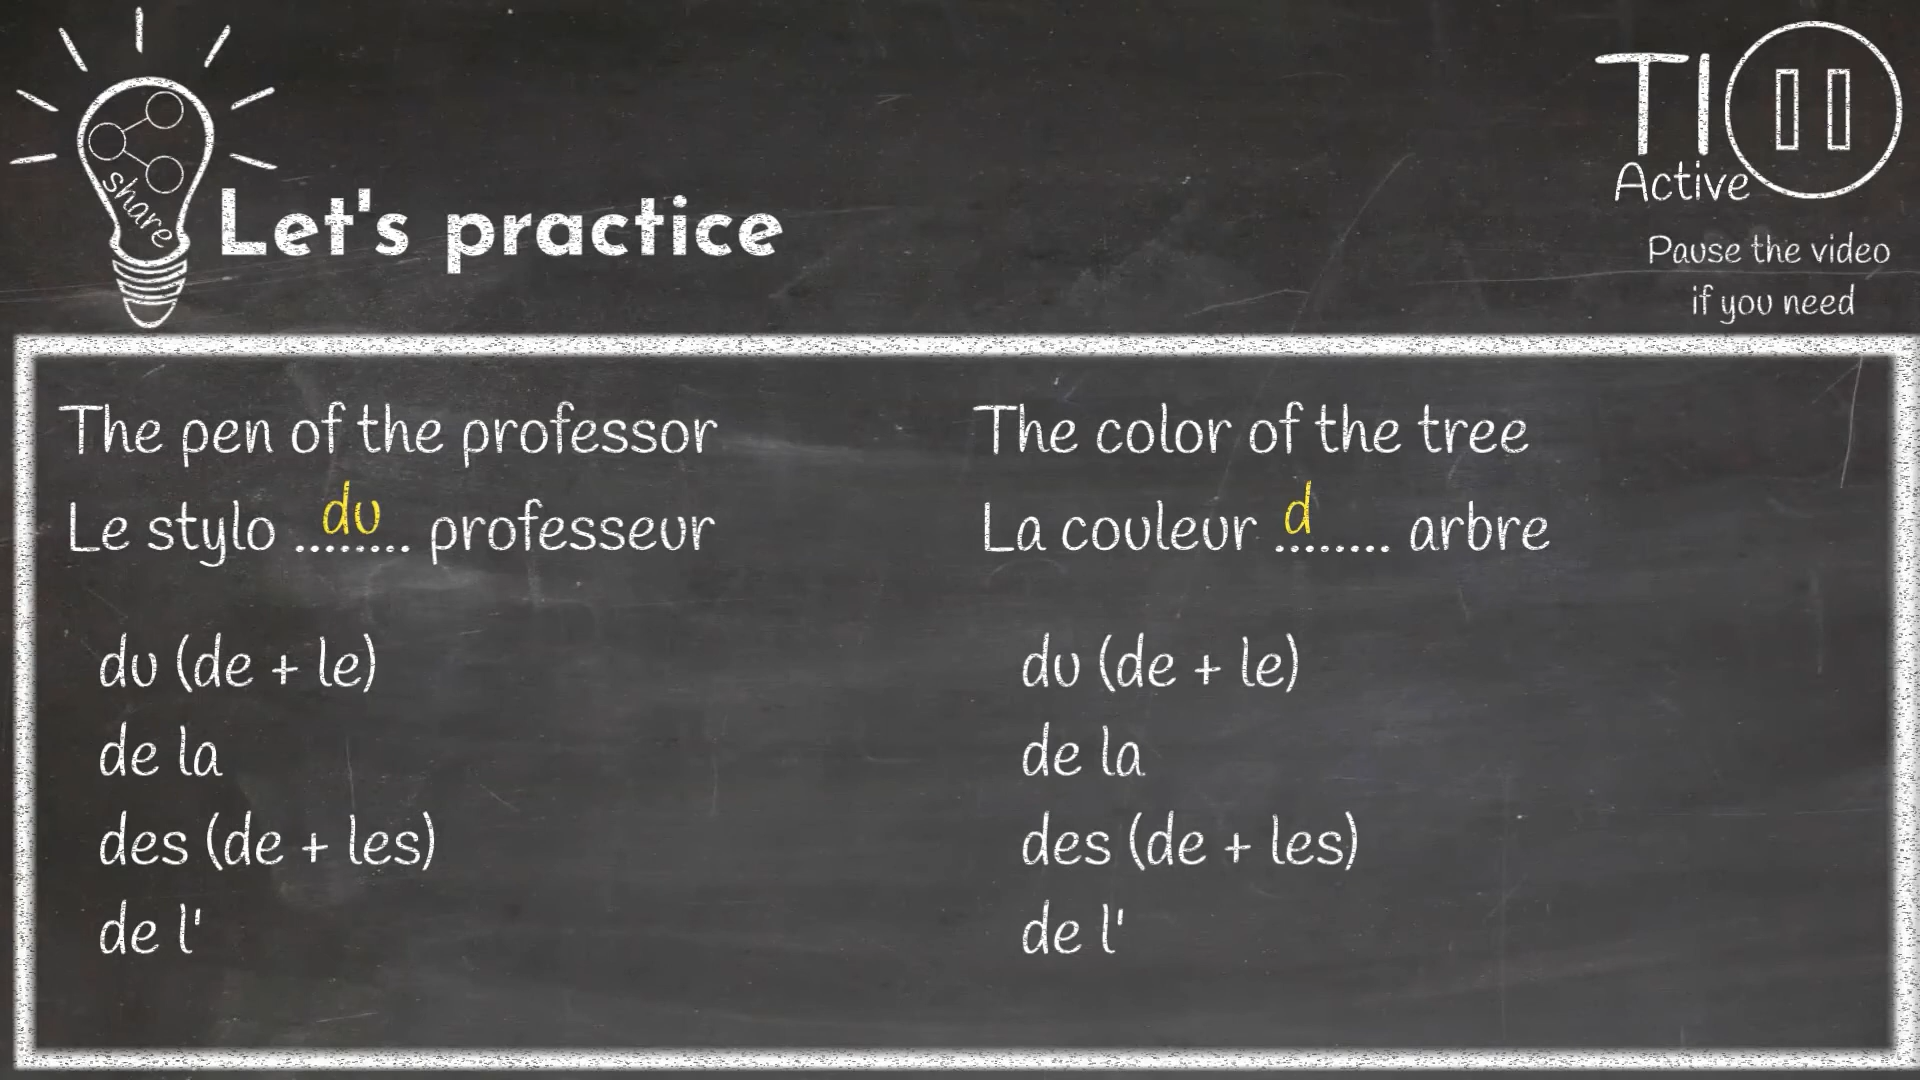 share
Let's practice
TI
Active
Pause the video
if you need
The pen of the professor
Le stylo ...du..... professeur
du (de + le)
de la
des (de + les)
de l'
The color of the tree
La couleur d........ arbre
du (de + le)
de la
des (de + les)
de l'